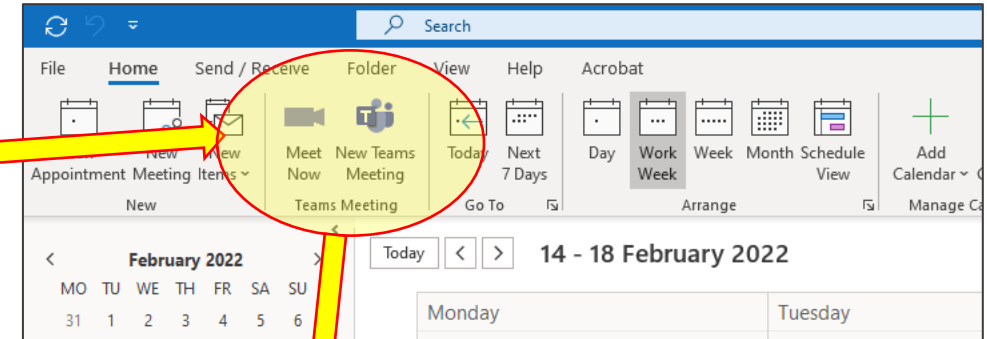 Search
File Home Send / Receive Folder View Help Acrobat
New New Meet New Teams Today Next Day Work Week Month Schedule Add
Appointment Meeting Items Now Meeting 7 Days Week View Calendar
New Teams Meeting Go To Arrange Manage Ca
February 2022
Today 14 - 18 February 2022
MO TU WE TH FR SA SU
31 1 2 3 4 5 6
Monday Tuesday